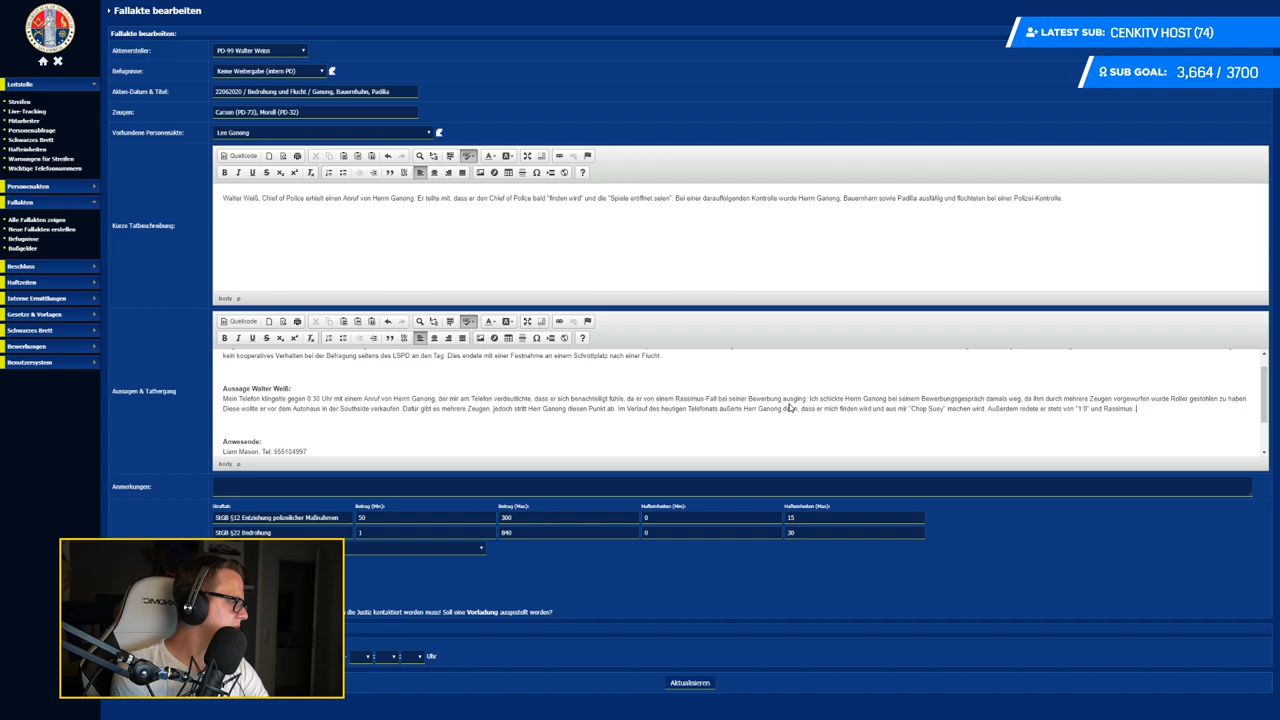 Fallakte bearbeiten
Fallakte bearbeiten:
LATEST SUB: CENKITV HOST (74)
SUB GOAL: 3,664 / 3700
Leitstelle
Streifen
Live-Tracking
Mitarbeiter
Personenabfrage
Schwarzes Brett
Hafteinheiten
Warnungen für Streifen
Wichtige Telefonnummern
Personenakten
Fallakten
Alle Fallakten zeigen
Neue Fallakten erstellen
Befugnisse
Bußgelder
Beschluss
Haftzeiten
Interne Ermittlungen
Gesetze & Vorlagen
Schwarzes Brett
Bewerbungen
Benutzersystem
Aktenersteller: PD-99 Walter Weiss
Befugnisse: Keine Weitergabe (intern PD)
Akten-Datum & Titel: 22062020 / Bedrohung und Flucht / Ganong, Bauernhahn, Padilia
Zeugen: Carson (PD-73), Morell (PD-32)
Vorhandene Personenakte: Lee Ganong
Quellcode
Kurze Tatbeschreibung:
Walter Weiß, Chief of Police erhielt einen Anruf von Herrn Ganong. Er teilte mit, dass er den Chief of Police bald "finden wird" und die "Spiele eröffnet seien". Bei einer darauffolgenden Kontrolle wurde Herrn Ganong, Bauernharn sowie Padilla ausfällig und flüchteten bei einer Polizei-Kontrolle.
body p
Quellcode
Aussagen & Tathergang
kein kooperatives Verhalten bei der Befragung seitens des LSPD an den Tag. Dies endete mit einer Festnahme an einem Schrottplatz nach einer Flucht.
Aussage Walter Weiß:
Mein Telefon klingelte gegen 0:30 Uhr mit einem Anruf von Herrn Ganong, der mir am Telefon verdeutlichte, dass er sich benachteiligt fühle, da er von einem Rassimus-Fall bei seiner Bewerbung ausging. Ich schickte Herrn Ganong bei seinem Bewerbungsgespräch damals weg, da ihm durch mehrere Zeugen vorgeworfen wurde Roller gestohlen zu haben.
Diese wollte er vor dem Autohaus in der Southside verkaufen. Dafür gibt es mehrere Zeugen, jedoch stritt Herr Ganong diesen Punkt ab. Im Verlauf des heutigen Telefonats äußerte Herr Ganong dann, dass er mich finden wird und aus mir "Chop Suey" machen wird. Außerdem redete er stets von "1:0" und Rassimus.
Anwesende:
Liam Mason, Tel: 555104997
body p
Anmerkungen:
Straftat: Betrag (Min): Betrag (Max): Hafteinheiten (Min): Hafteinheiten (Max):
StGB §12 Entziehung polizeilicher Maßnahmen 50 300 0 15
StGB §22 Bedrohung 1 840 0 30
die Justiz kontaktiert werden muss! Soll eine Vorladung ausgestellt werden?
: : Uhr
Aktualisieren